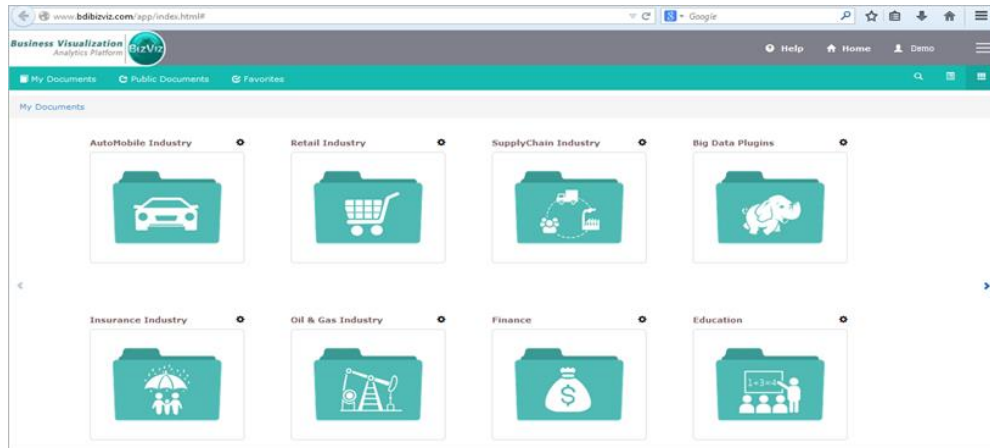 www.bdibizviz.com/app/index.html#
Google
Business Visualization
Analytics Platform
BizViz
Help
Home
Demo
My Documents
Public Documents
Favorites
My Documents
AutoMobile Industry
Retail Industry
SupplyChain Industry
Big Data Plugins
Insurance Industry
Oil & Gas Industry
Finance
Education
$
1+3=4